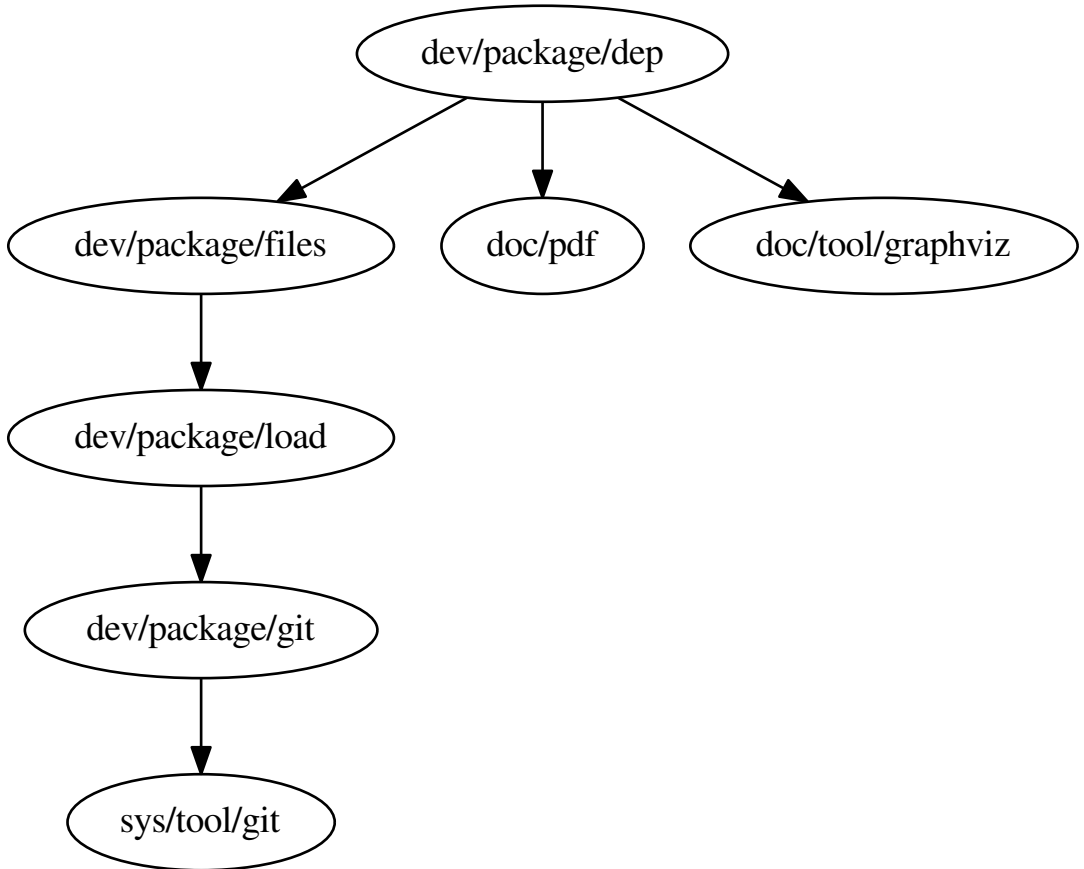 dev/package/dep
dev/package/files
doc/pdf
doc/tool/graphviz
dev/package/load
dev/package/git
sys/tool/git